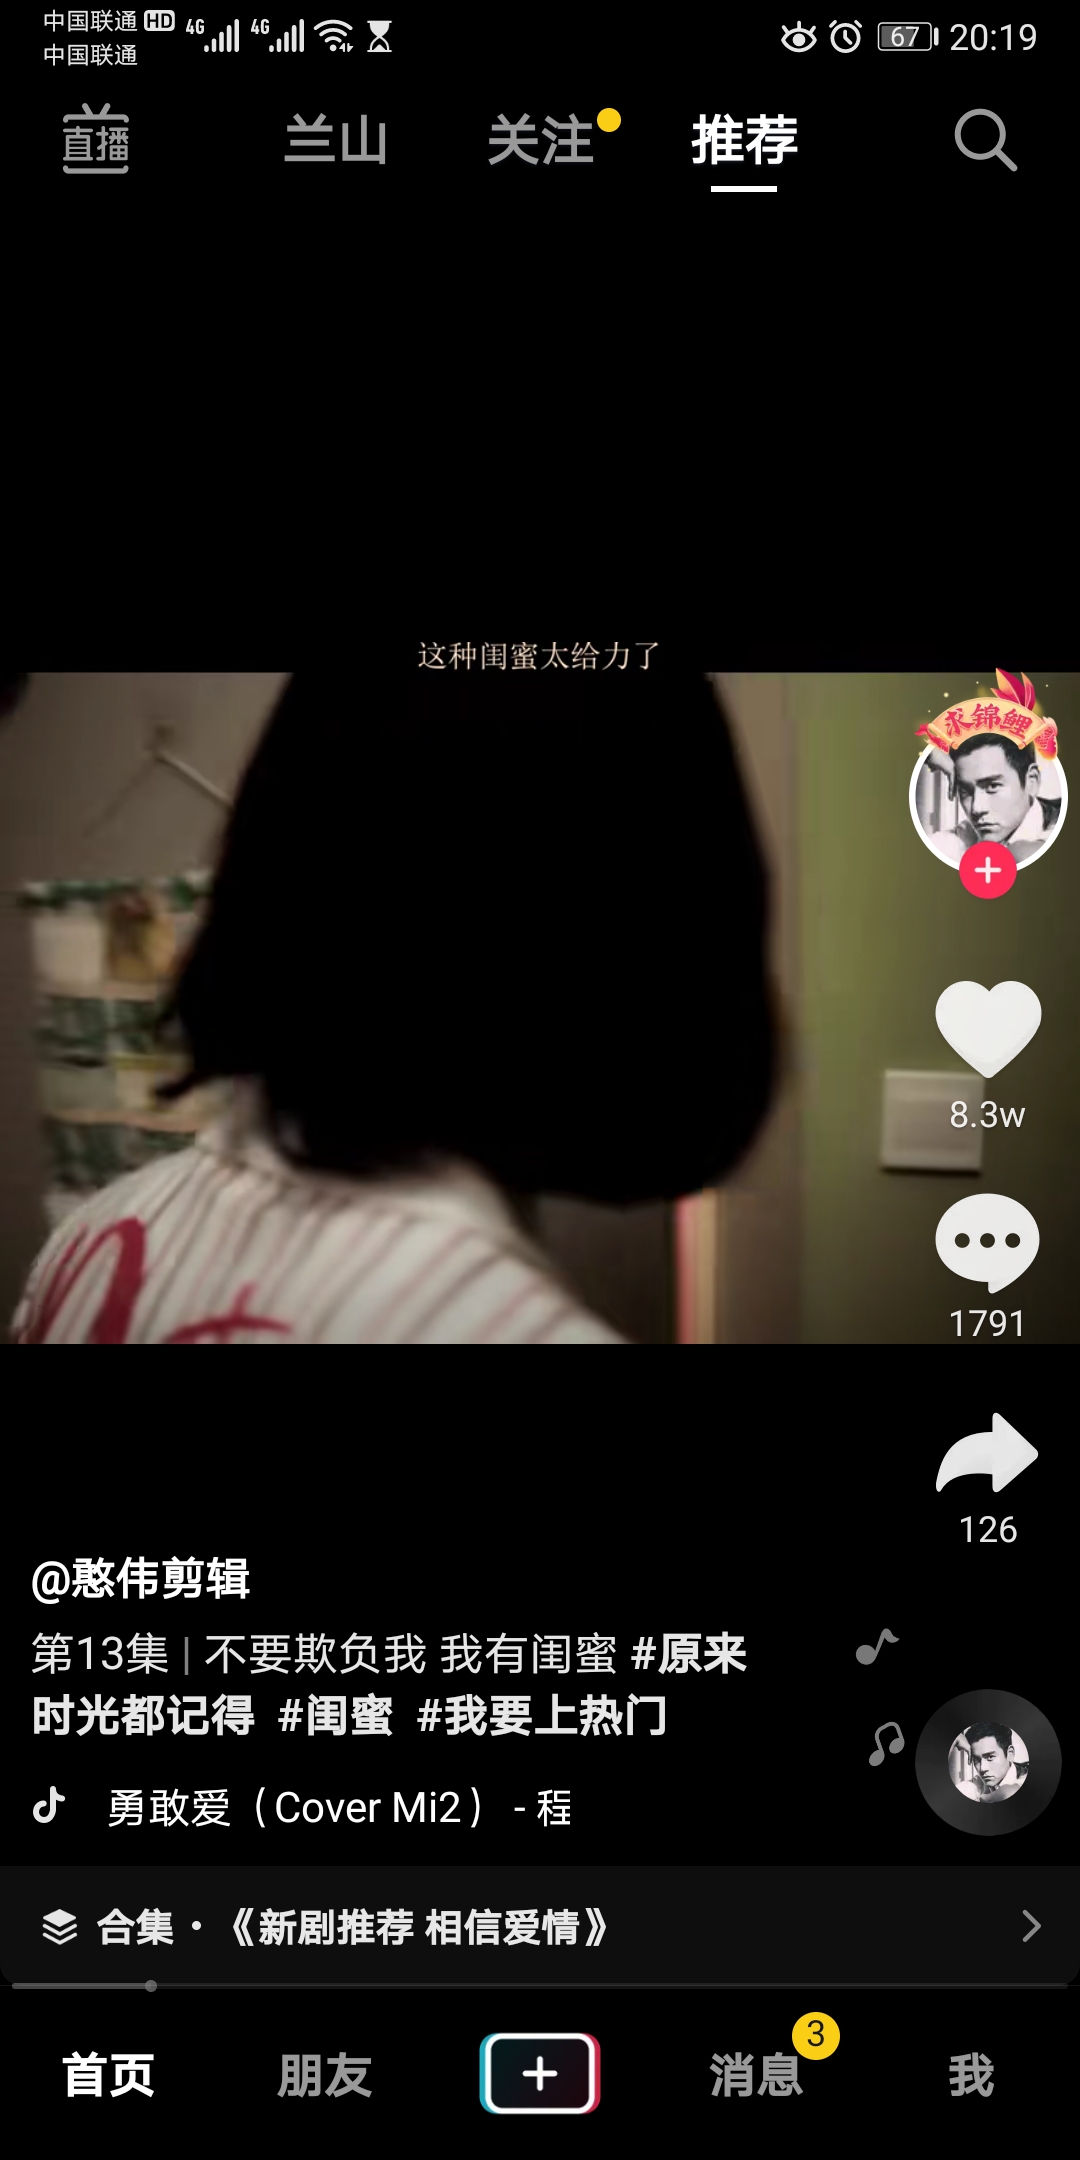 中国联通 HD 4G 4G 67 20:19
中国联通
直播 兰山 关注 推荐
这种闺蜜太给力了
求锦鲤
8.3w
1791
126
@憨伟剪辑
第13集 | 不要欺负我 我有闺蜜 #原来
时光都记得 #闺蜜 #我要上热门
勇敢爱（Cover Mi2） - 程
合集·《新剧推荐 相信爱情》
首页 朋友 消息 3 我